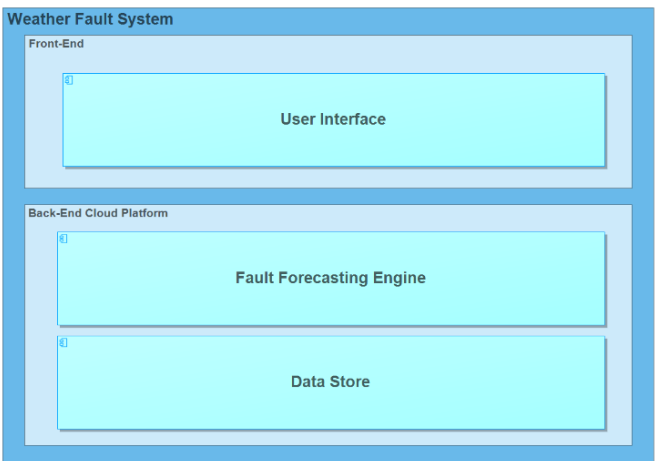 Weather Fault System
Front-End
User Interface
Back-End Cloud Platform
Fault Forecasting Engine
Data Store